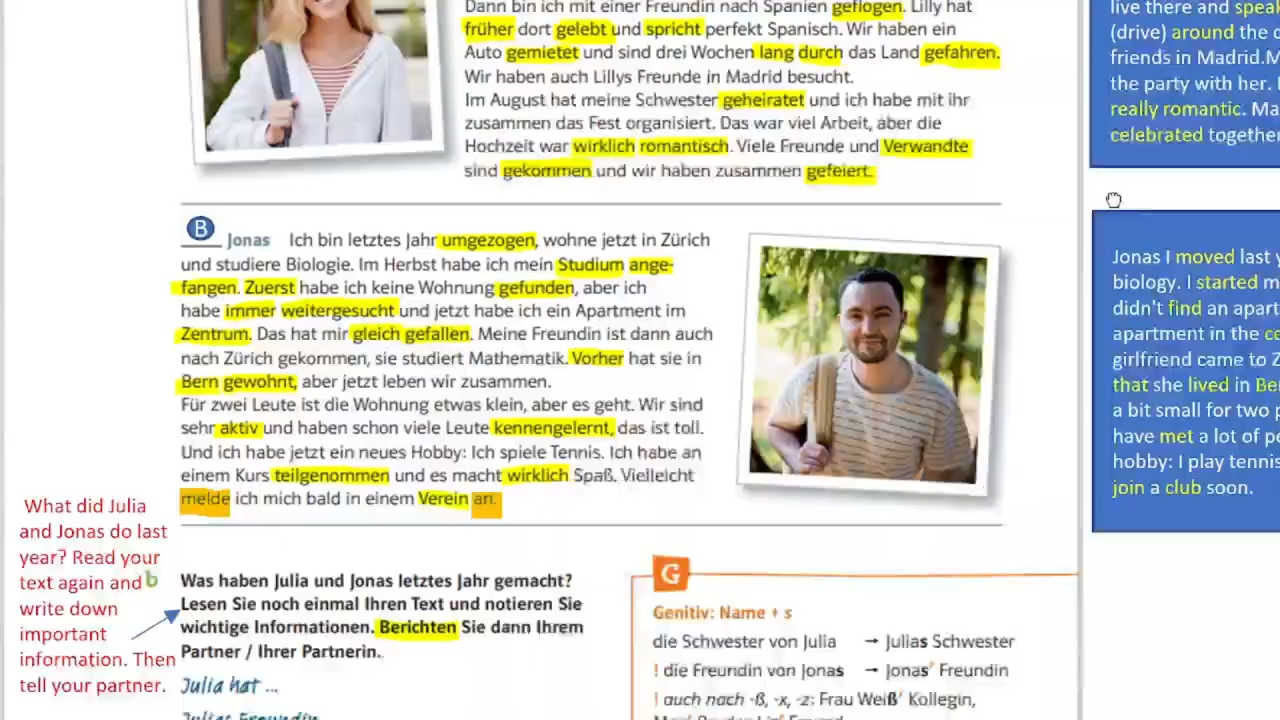 Dann bin ich mit einer Freundin nach Spanien geflogen. Lilly hat
früher dort gelebt und spricht perfekt Spanisch. Wir haben ein
Auto gemietet und sind drei Wochen lang durch das Land gefahren.
Wir haben auch Lillys Freunde in Madrid besucht.
Im August hat meine Schwester geheiratet und ich habe mit ihr
zusammen das Fest organisiert. Das war viel Arbeit, aber die
Hochzeit war wirklich romantisch. Viele Freunde und Verwandte
sind gekommen und wir haben zusammen gefeiert.
B Jonas Ich bin letztes Jahr umgezogen, wohne jetzt in Zürich
und studiere Biologie. Im Herbst habe ich mein Studium ange-
fangen. Zuerst habe ich keine Wohnung gefunden, aber ich
habe immer weitergesucht und jetzt habe ich ein Apartment im
Zentrum. Das hat mir gleich gefallen. Meine Freundin ist dann auch
nach Zürich gekommen, sie studiert Mathematik. Vorher hat sie in
Bern gewohnt, aber jetzt leben wir zusammen.
Für zwei Leute ist die Wohnung etwas klein, aber es geht. Wir sind
sehr aktiv und haben schon viele Leute kennengelernt, das ist toll.
Und ich habe jetzt ein neues Hobby: Ich spiele Tennis. Ich habe an
einem Kurs teilgenommen und es macht wirklich Spaß. Vielleicht
melde ich mich bald in einem Verein an.
live there and speak
(drive) around the
friends in Madrid.
the party with her.
really romantic. Ma
celebrated together
Jonas I moved last
biology. I started
didn't find an apart
apartment in the
girlfriend came to
that she lived in Be
a bit small for two
have met a lot of
hobby: I play tennis
join a club soon.
What did Julia
and Jonas do last
year? Read your
text again and
write down
important
information. Then
tell your partner.
b Was haben Julia und Jonas letztes Jahr gemacht?
Lesen Sie noch einmal Ihren Text und notieren Sie
wichtige Informationen. Berichten Sie dann Ihrem
Partner / Ihrer Partnerin.
Julia hat ...
G
Genitiv: Name + s
die Schwester von Julia → Julias Schwester
! die Freundin von Jonas → Jonas' Freundin
! auch nach -ß, -x, -z: Frau Weiß' Kollegin,